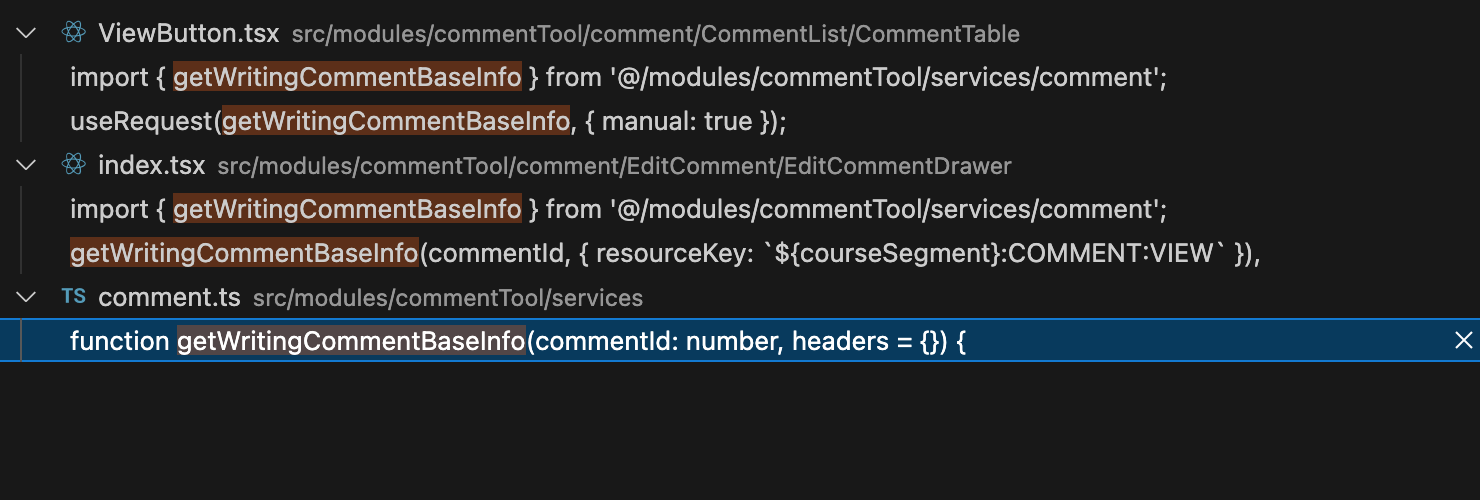 ViewButton.tsx src/modules/commentTool/comment/CommentList/CommentTable
import { getWritingCommentBaseInfo } from '@/modules/commentTool/services/comment';
useRequest(getWritingCommentBaseInfo, { manual: true });
index.tsx src/modules/commentTool/comment/EditComment/EditCommentDrawer
import { getWritingCommentBaseInfo } from '@/modules/commentTool/services/comment';
getWritingCommentBaseInfo(commentId, { resourceKey: `${courseSegment}:COMMENT:VIEW` }),
TS comment.ts src/modules/commentTool/services
function getWritingCommentBaseInfo(commentId: number, headers = {}) {